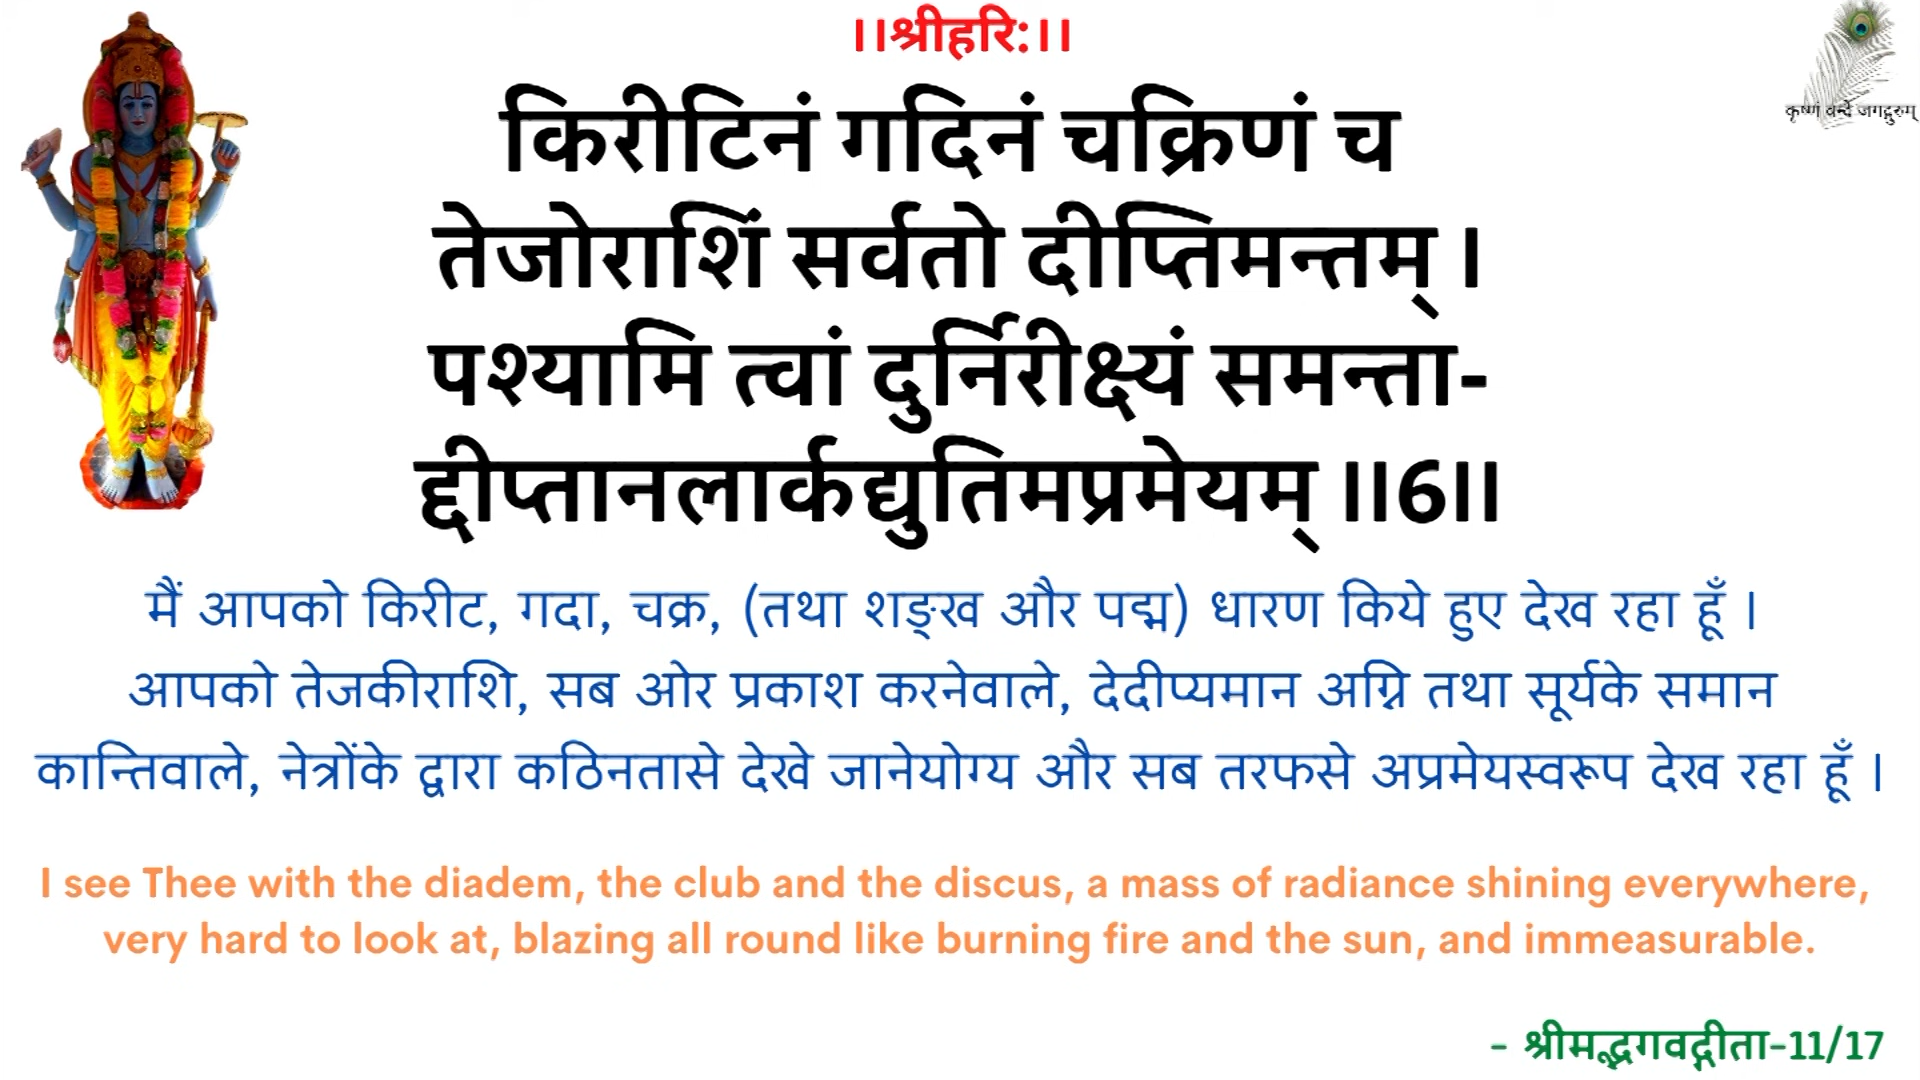 ।।श्रीहरि:।।
कृष्णं वन्दे जगद्गुरुम्
किरीटिनं गदिनं चक्रिणं च
तेजोराशिं सर्वतो दीप्तिमन्तम् ।
पश्यामि त्वां दुर्निरीक्ष्यं समन्ता-
द्दीप्तानलार्कद्युतिमप्रमेयम् ।।6।।
मैं आपको किरीट, गदा, चक्र, (तथा शङ्ख और पद्म) धारण किये हुए देख रहा हूँ ।
आपको तेजकीराशि, सब ओर प्रकाश करनेवाले, देदीप्यमान अग्नि तथा सूर्यके समान
कान्तिवाले, नेत्रोंके द्वारा कठिनतासे देखे जानेयोग्य और सब तरफसे अप्रमेयस्वरूप देख रहा हूँ ।
I see Thee with the diadem, the club and the discus, a mass of radiance shining everywhere,
very hard to look at, blazing all round like burning fire and the sun, and immeasurable.
- श्रीमद्भगवद्गीता-11/17